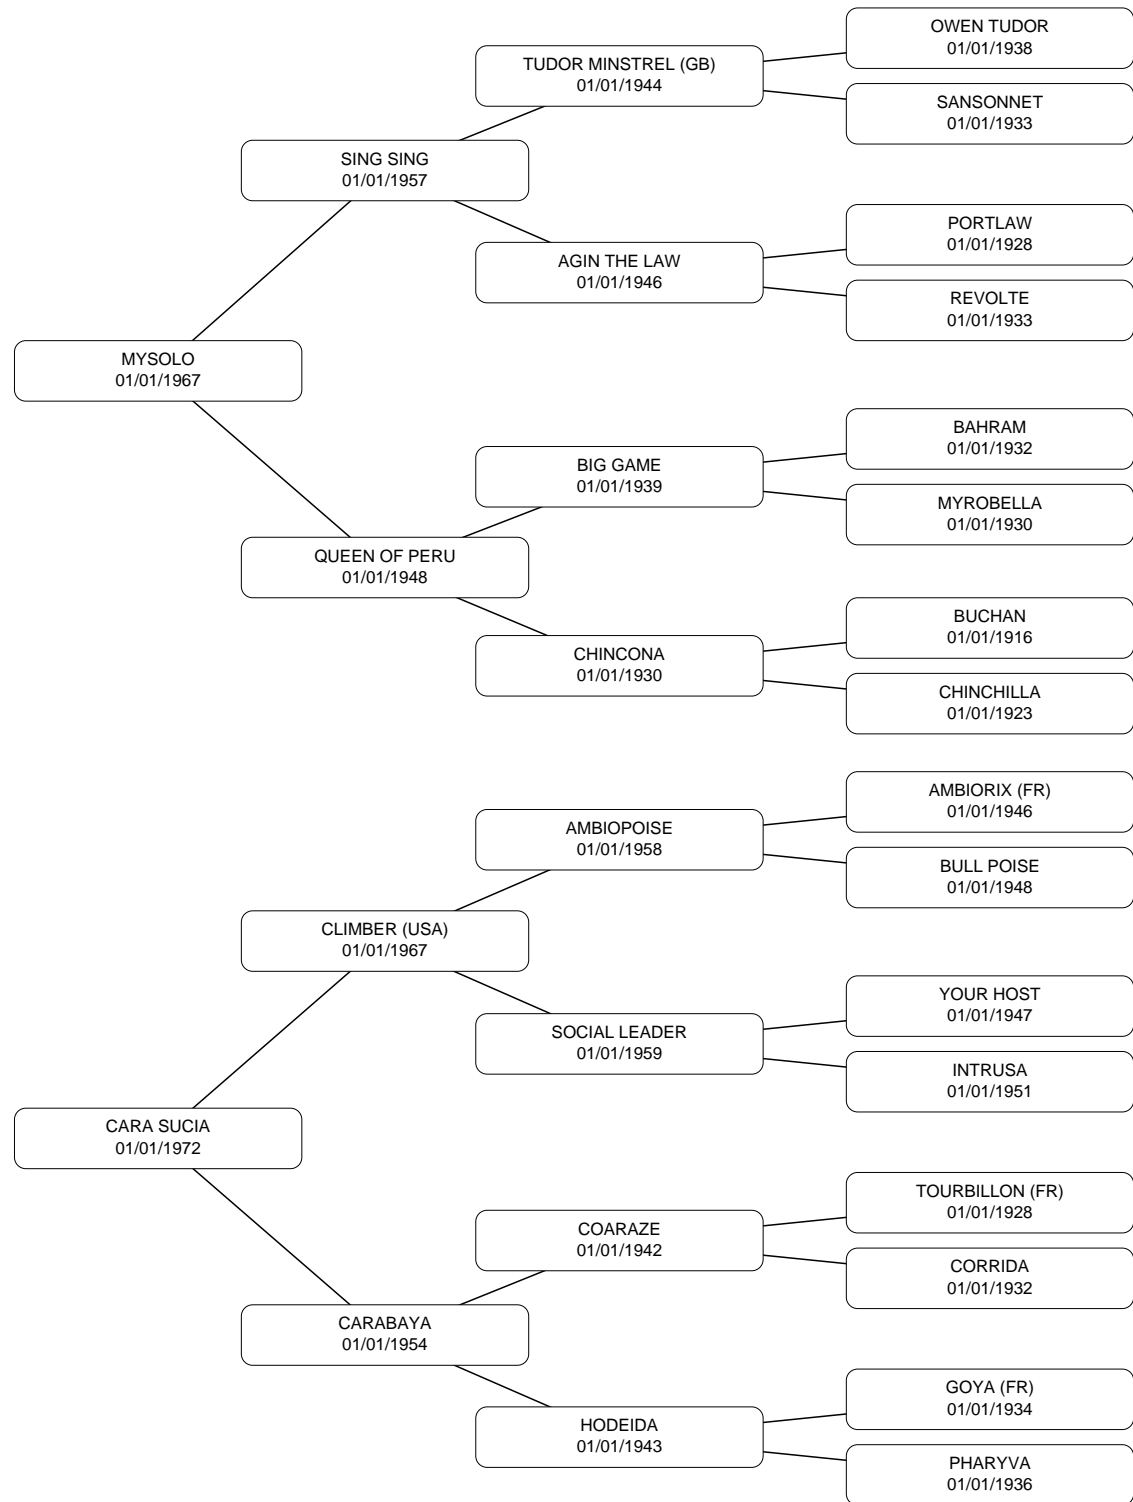 OWEN TUDOR
01/01/1938
TUDOR MINSTREL (GB)
01/01/1944
SANSONNET
01/01/1933
SING SING
01/01/1957
PORTLAW
01/01/1928
AGIN THE LAW
01/01/1946
REVOLTE
01/01/1933
MYSOLO
01/01/1967
BAHRAM
01/01/1932
BIG GAME
01/01/1939
MYROBELLA
01/01/1930
QUEEN OF PERU
01/01/1948
BUCHAN
01/01/1916
CHINCONA
01/01/1930
CHINCHILLA
01/01/1923
AMBIORIX (FR)
01/01/1946
AMBIOPOISE
01/01/1958
BULL POISE
01/01/1948
CLIMBER (USA)
01/01/1967
YOUR HOST
01/01/1947
SOCIAL LEADER
01/01/1959
INTRUSA
01/01/1951
CARA SUCIA
01/01/1972
TOURBILLON (FR)
01/01/1928
COARAZE
01/01/1942
CORRIDA
01/01/1932
CARABAYA
01/01/1954
GOYA (FR)
01/01/1934
HODEIDA
01/01/1943
PHARYVA
01/01/1936